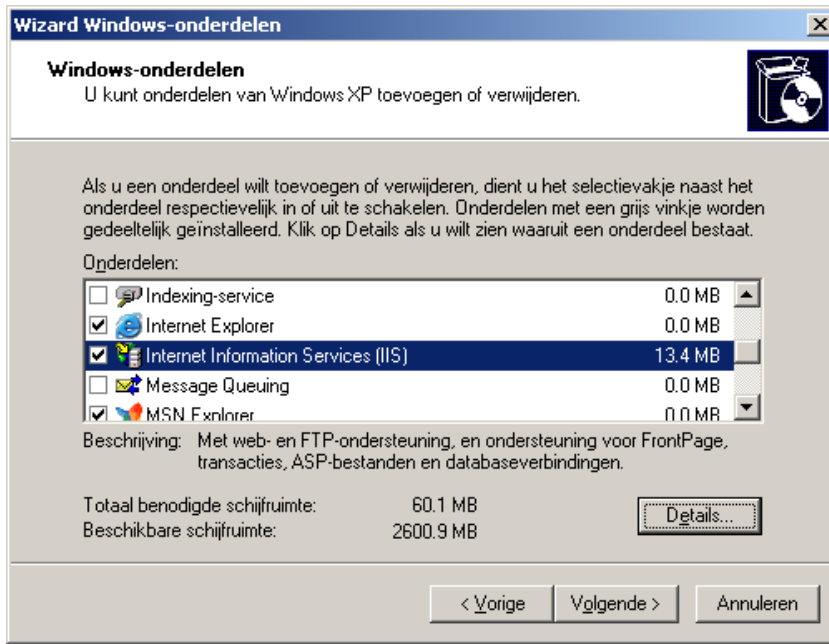 Wizard Windows-onderdelen
Windows-onderdelen
U kunt onderdelen van Windows XP toevoegen of verwijderen.
Als u een onderdeel wilt toevoegen of verwijderen, dient u het selectievakje naast het
onderdeel respectievelijk in of uit te schakelen. Onderdelen met een grijs vinkje worden
gedeeltelijk geïnstalleerd. Klik op Details als u wilt zien waaruit een onderdeel bestaat.
Onderdelen:
Indexing-service 0.0 MB
Internet Explorer 0.0 MB
Internet Information Services (IIS) 13.4 MB
Message Queuing 0.0 MB
MSN Explorer 0.0 MB
Beschrijving: Met web- en FTP-ondersteuning, en ondersteuning voor FrontPage,
transacties, ASP-bestanden en databaseverbindingen.
Totaal benodigde schijfruimte: 60.1 MB
Beschikbare schijfruimte: 2600.9 MB
Details...
< Vorige Volgende > Annuleren